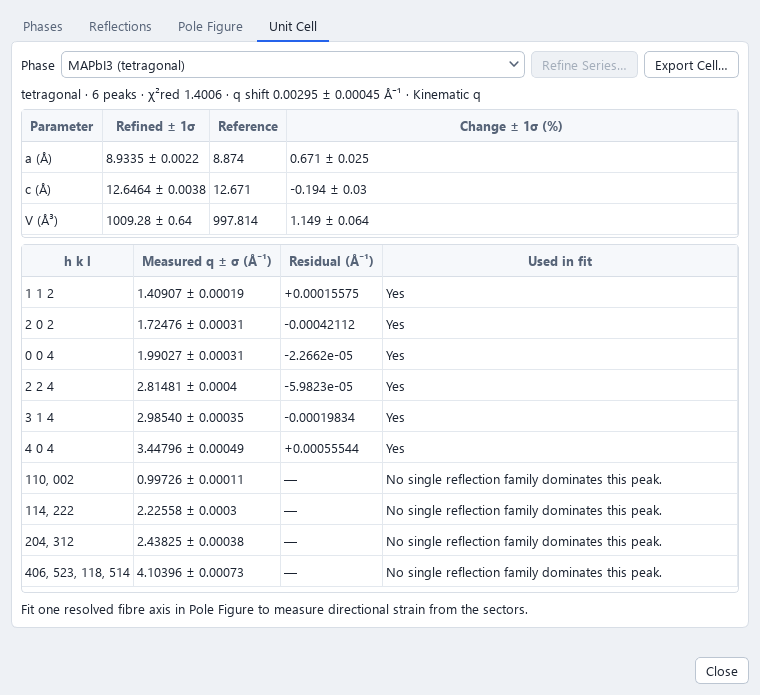 Phases Reflections Pole Figure Unit Cell
Phase MAPbI3 (tetragonal) Refine Series... Export Cell...
tetragonal · 6 peaks · χ²red 1.4006 · q shift 0.00295 ± 0.00045 Å⁻¹ · Kinematic q
Parameter Refined ± 1σ Reference Change ± 1σ (%)
a (Å) 8.9335 ± 0.0022 8.874 0.671 ± 0.025
c (Å) 12.6464 ± 0.0038 12.671 -0.194 ± 0.03
V (Å³) 1009.28 ± 0.64 997.814 1.149 ± 0.064
h k l Measured q ± σ (Å⁻¹) Residual (Å⁻¹) Used in fit
1 1 2 1.40907 ± 0.00019 +0.00015575 Yes
2 0 2 1.72476 ± 0.00031 -0.00042112 Yes
0 0 4 1.99027 ± 0.00031 -2.2662e-05 Yes
2 2 4 2.81481 ± 0.0004 -5.9823e-05 Yes
3 1 4 2.98540 ± 0.00035 -0.00019834 Yes
4 0 4 3.44796 ± 0.00049 +0.00055544 Yes
110, 002 0.99726 ± 0.00011 — No single reflection family dominates this peak.
114, 222 2.22558 ± 0.0003 — No single reflection family dominates this peak.
204, 312 2.43825 ± 0.00038 — No single reflection family dominates this peak.
406, 523, 118, 514 4.10396 ± 0.00073 — No single reflection family dominates this peak.
Fit one resolved fibre axis in Pole Figure to measure directional strain from the sectors.
Close